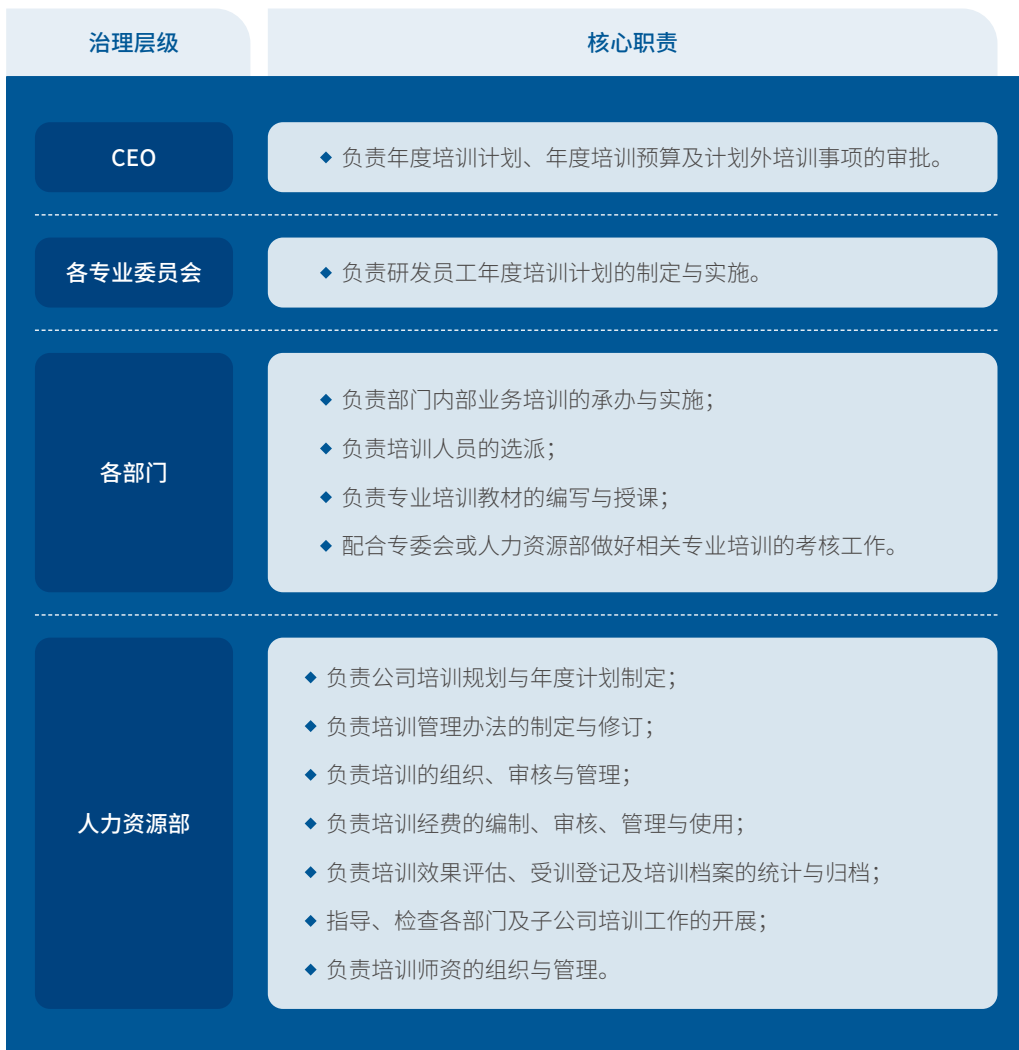 治理层级
核心职责
CEO
◆ 负责年度培训计划、年度培训预算及计划外培训事项的审批。
各专业委员会
◆ 负责研发员工年度培训计划的制定与实施。
各部门
◆ 负责部门内部业务培训的承办与实施；
◆ 负责培训人员的选派；
◆ 负责专业培训教材的编写与授课；
◆ 配合专委会或人力资源部做好相关专业培训的考核工作。
人力资源部
◆ 负责公司培训规划与年度计划制定；
◆ 负责培训管理办法的制定与修订；
◆ 负责培训的组织、审核与管理；
◆ 负责培训经费的编制、审核、管理与使用；
◆ 负责培训效果评估、受训登记及培训档案的统计与归档；
◆ 指导、检查各部门及子公司培训工作的开展；
◆ 负责培训师资的组织与管理。